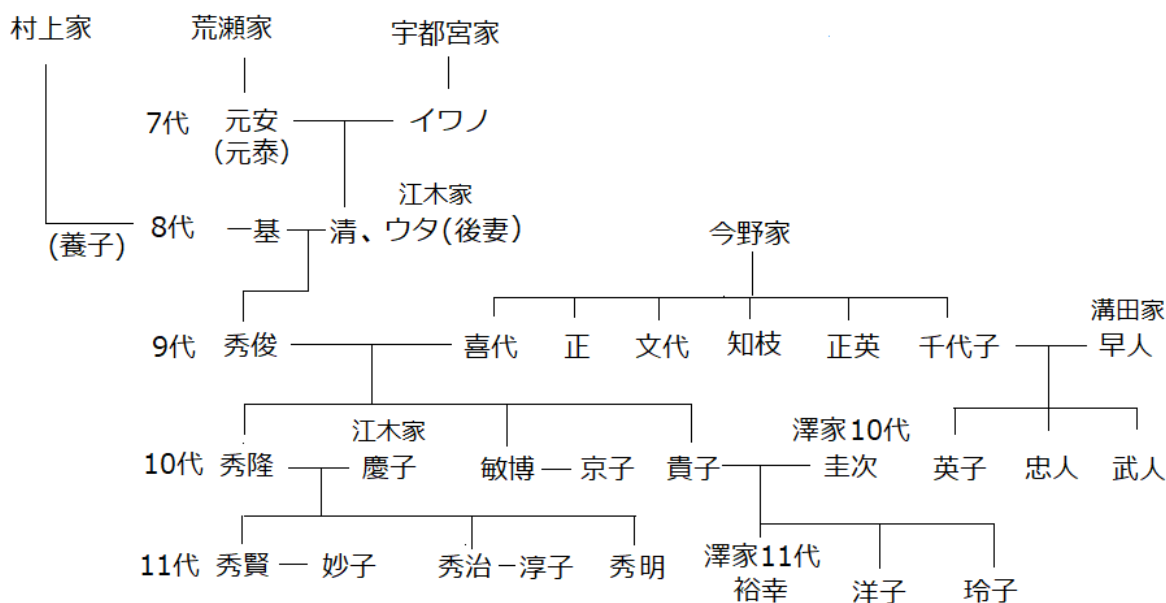 村上家 荒瀬家 宇都宮家
7代 元安 イワノ
(元泰)
江木家
(養子) 8代 一基 清、ウタ(後妻) 今野家
溝田家
9代 秀俊 喜代 正 文代 知枝 正英 千代子 早人
江木家 澤家10代
10代 秀隆 慶子 敏博 京子 貴子 圭次 英子 忠人 武人
11代 秀賢 妙子 秀治 淳子 秀明 澤家11代
裕幸 洋子 玲子